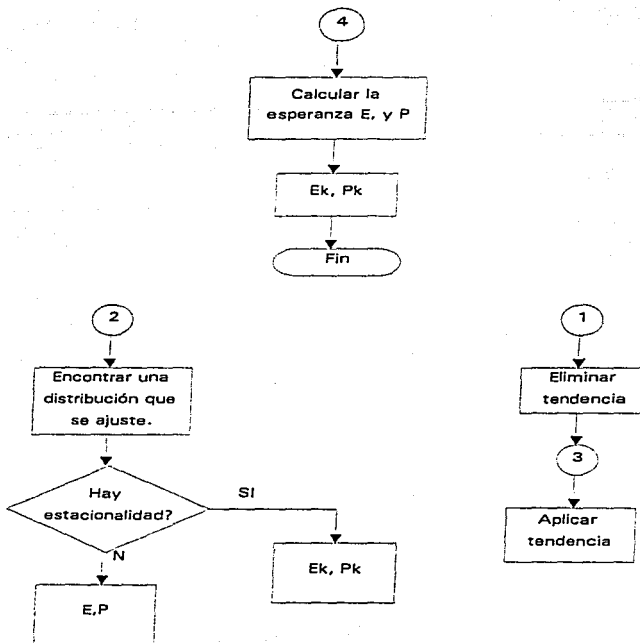 4
Calcular la
esperanza E, y P
Ek, Pk
Fin
2
Encontrar una
distribución que
se ajuste.
Hay
estacionalidad?
SI
N
Ek, Pk
E,P
1
Eliminar
tendencia
3
Aplicar
tendencia